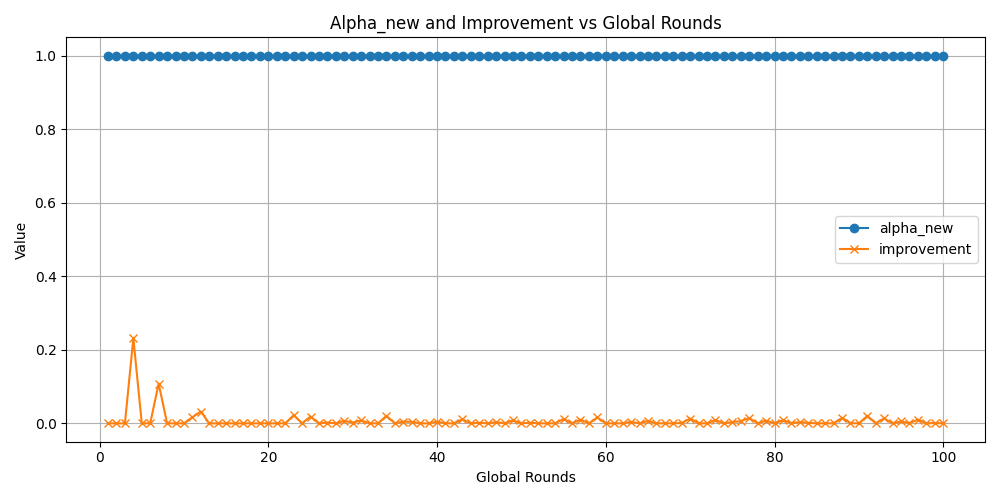 Alpha_new and Improvement vs Global Rounds
1.0
0.8
0.6
0.4
0.2
0.0
Value
0 20 40 60 80 100
Global Rounds
alpha_new
improvement